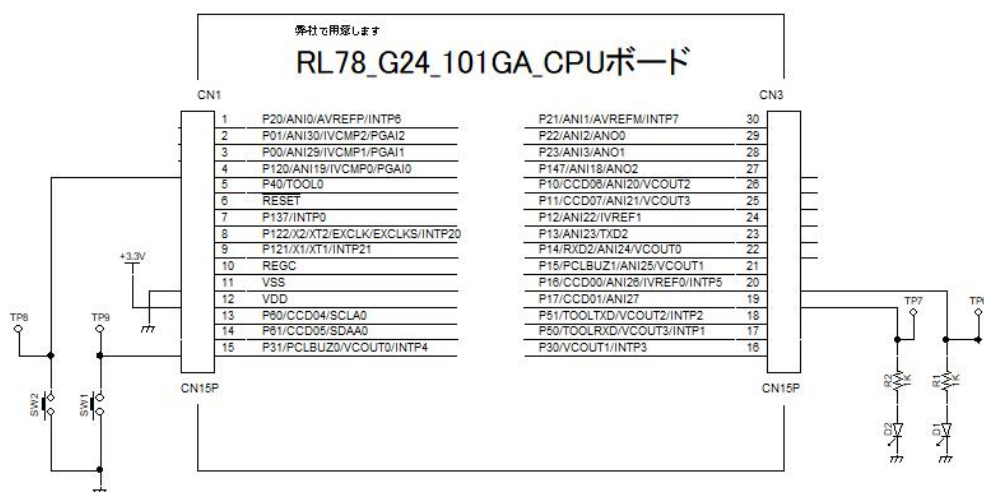 弊社で用意します
RL78_G24_101GA_CPUボード
CN1
1 P20/ANI0/AVREFP/INTP6
2 P01/ANI30/IVCMP2/PGAI2
3 P00/ANI29/IVCMP1/PGAI1
4 P120/ANI19/IVCMP0/PGAI0
5 P40/TOOL0
6 RESET
7 P137/INTP0
8 P122/X2/XT2/EXCLK/EXCLKS/INTP20
9 P121/X1/XT1/INTP21
10 REGC
11 VSS
12 VDD
13 P60/CCD04/SCLA0
14 P61/CCD05/SDAA0
15 P31/PCLBUZ0/VCOUT0/INTP4
CN15P
+3.3V
TP8
TP9
SW2
SW1
CN3
P21/ANI1/AVREFM/INTP7 30
P22/ANI2/ANO0 29
P23/ANI3/ANO1 28
P147/ANI18/ANO2 27
P10/CCD06/ANI20/VCOUT2 26
P11/CCD07/ANI21/VCOUT3 25
P12/ANI22/IVREF1 24
P13/ANI23/TXD2 23
P14/RXD2/ANI24/VCOUT0 22
P15/PCLBUZ1/ANI25/VCOUT1 21
P16/CCD00/ANI26/IVREF0/INTP5 20
P17/CCD01/ANI27 19
P51/TOOLTXD/VCOUT2/INTP2 18
P50/TOOLRXD/VCOUT3/INTP1 17
P30/VCOUT1/INTP3 16
CN15P
TP7
TP6
R2
1K
R1
1K
D2
D1